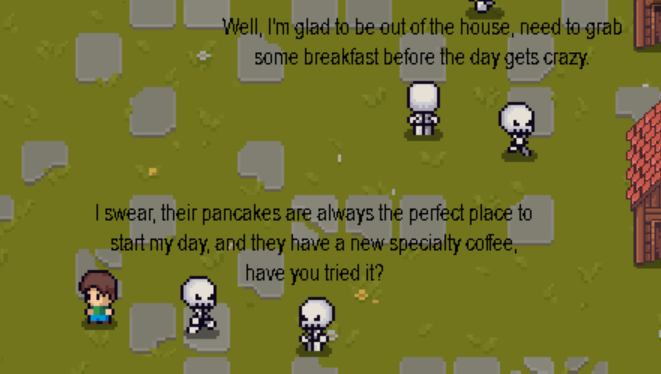 Well, I'm glad to be out of the house, need to grab
some breakfast before the day gets crazy.
I swear, their pancakes are always the perfect place to
start my day, and they have a new specialty coffee,
have you tried it?